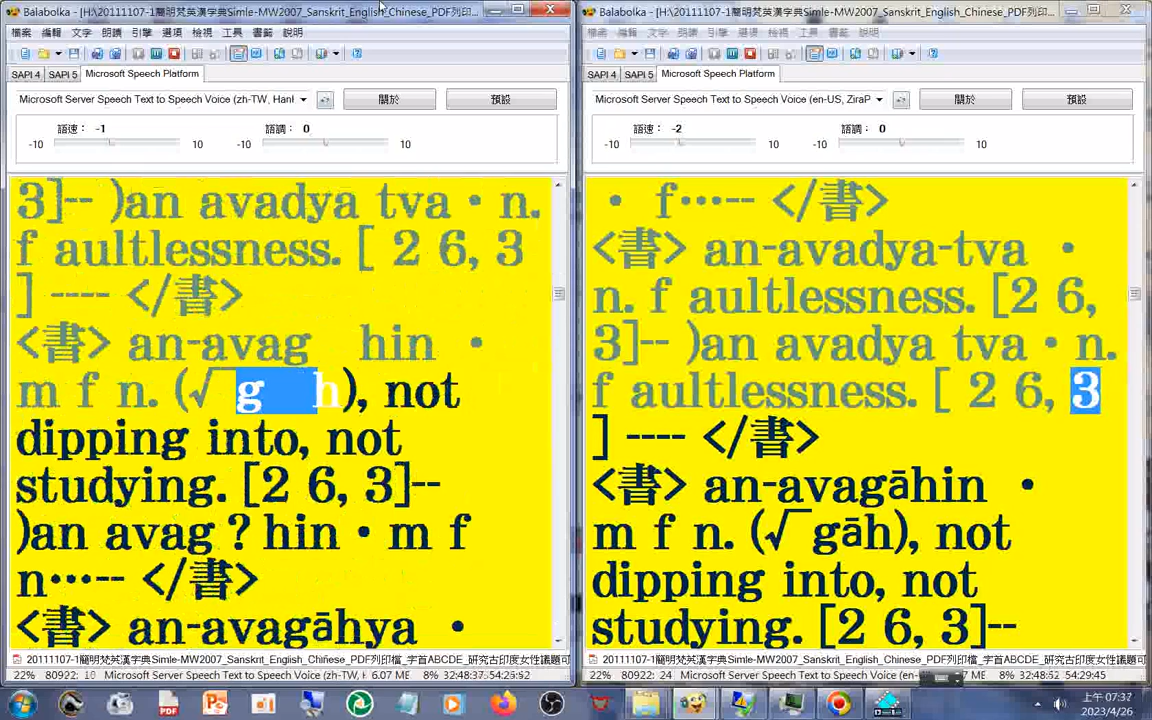 Balabolka - [H:\20111107-1簡明梵英漢字典Simle-MW2007_Sanskrit_English_Chinese_PDF列印...
檔案 編輯 文字 朗讀 引擎 選項 檢視 工具 書籤 說明
SAPI 4 SAPI 5 Microsoft Speech Platform
Microsoft Server Speech Text to Speech Voice (zh-TW, Hanl
關於 預設
語速： -1 語調： 0
-10 10 -10 10
3]-- )an avadya tva • n.
f aultlessness. [ 2 6, 3
] ---- </書>
<書> an-avag hin •
m f n. (√ g h), not
dipping into, not
studying. [2 6, 3]--
)an avag ? hin • m f
n…-- </書>
<書> an-avagāhya •
20111107-1簡明梵英漢字典Simle-MW2007_Sanskrit_English_Chinese_PDF列印檔_字首ABCDE_研究古印度女性議題可
22% 80922: 10 Microsoft Server Speech Text to Speech Voice (zh-TW, H 6.07 MB 8% 32:48:37/54:25:52
Balabolka - [H:\20111107-1簡明梵英漢字典Simle-MW2007_Sanskrit_English_Chinese_PDF列印...
檔案 編輯 文字 朗讀 引擎 選項 檢視 工具 書籤 說明
SAPI 4 SAPI 5 Microsoft Speech Platform
Microsoft Server Speech Text to Speech Voice (en-US, ZiraP
關於 預設
語速： -2 語調： 0
-10 10 -10 10
• f…-- </書>
<書> an-avadya-tva •
n. f aultlessness. [2 6,
3]-- )an avadya tva • n.
f aultlessness. [ 2 6, 3
] ---- </書>
<書> an-avagāhin •
m f n. (√ gāh), not
dipping into, not
studying. [2 6, 3]--
20111107-1簡明梵英漢字典Simle-MW2007_Sanskrit_English_Chinese_PDF列印檔_字首ABCDE_研究古印度女性議題可
22% 80922: 24 Microsoft Server Speech Text to Speech Voice 8% 48:52/54:29:45
上午 07:37
2023/4/26